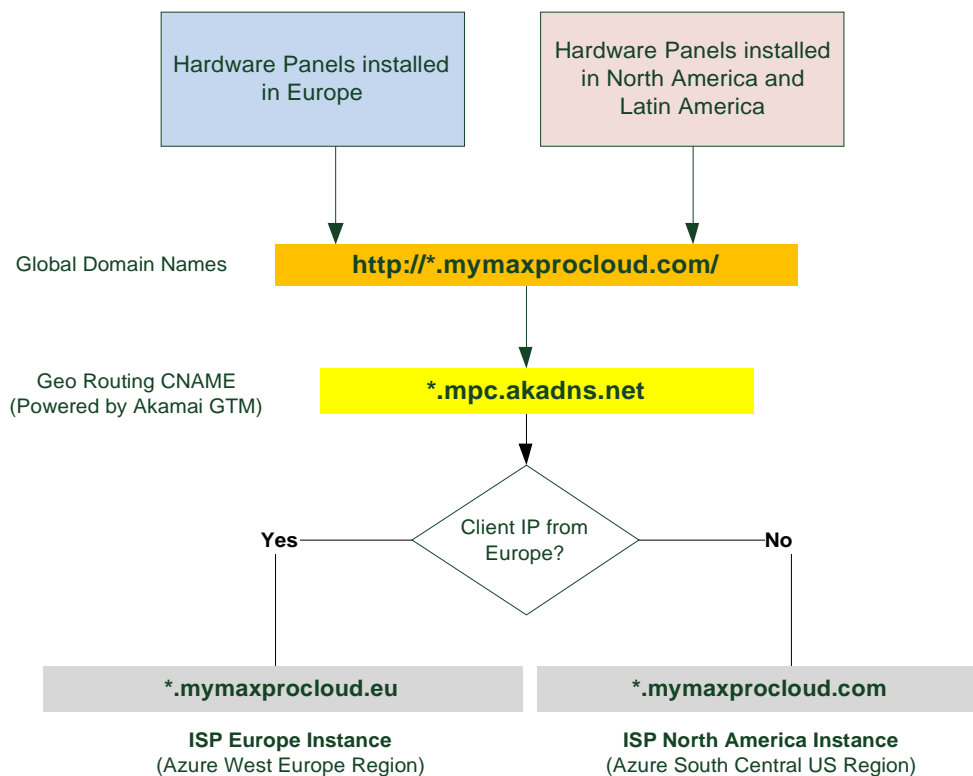 Hardware Panels installed
in Europe
Hardware Panels installed
in North America and
Latin America
Global Domain Names
http://*.mymaxprocloud.com/
Geo Routing CNAME
(Powered by Akamai GTM)
*.mpc.akadns.net
Client IP from
Europe?
Yes
No
*.mymaxprocloud.eu
*.mymaxprocloud.com
ISP Europe Instance
(Azure West Europe Region)
ISP North America Instance
(Azure South Central US Region)